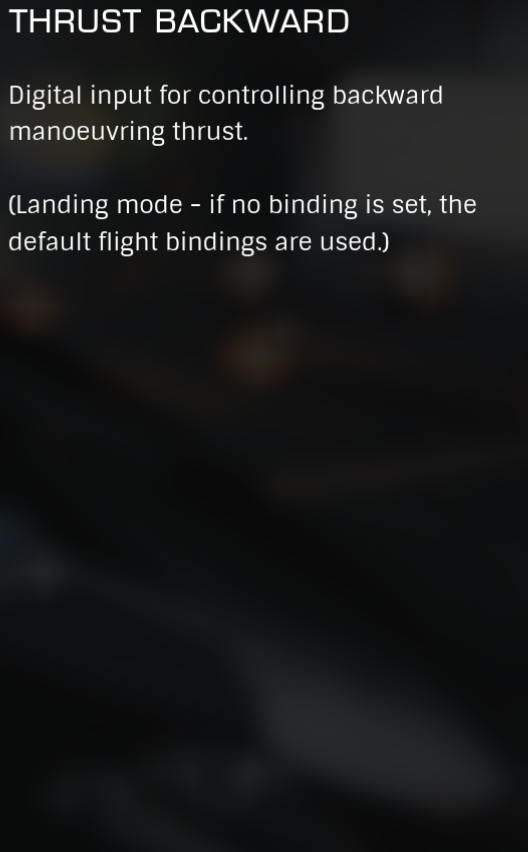 THRUST BACKWARD
Digital input for controlling backward
manoeuvring thrust.
(Landing mode - if no binding is set, the
default flight bindings are used.)